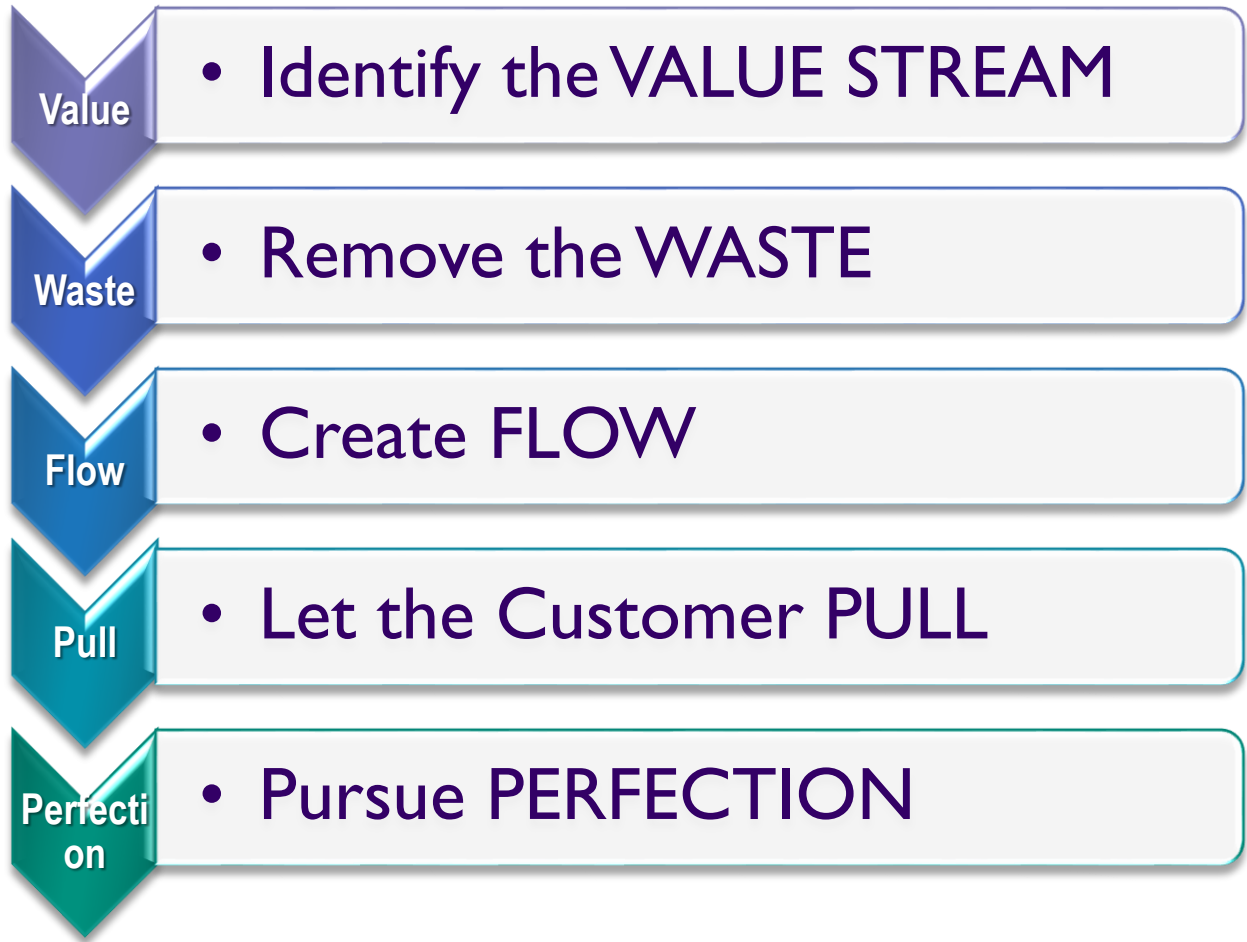 Value
• Identify the VALUE STREAM
Waste
• Remove the WASTE
Flow
• Create FLOW
Pull
• Let the Customer PULL
Perfecti
on
• Pursue PERFECTION